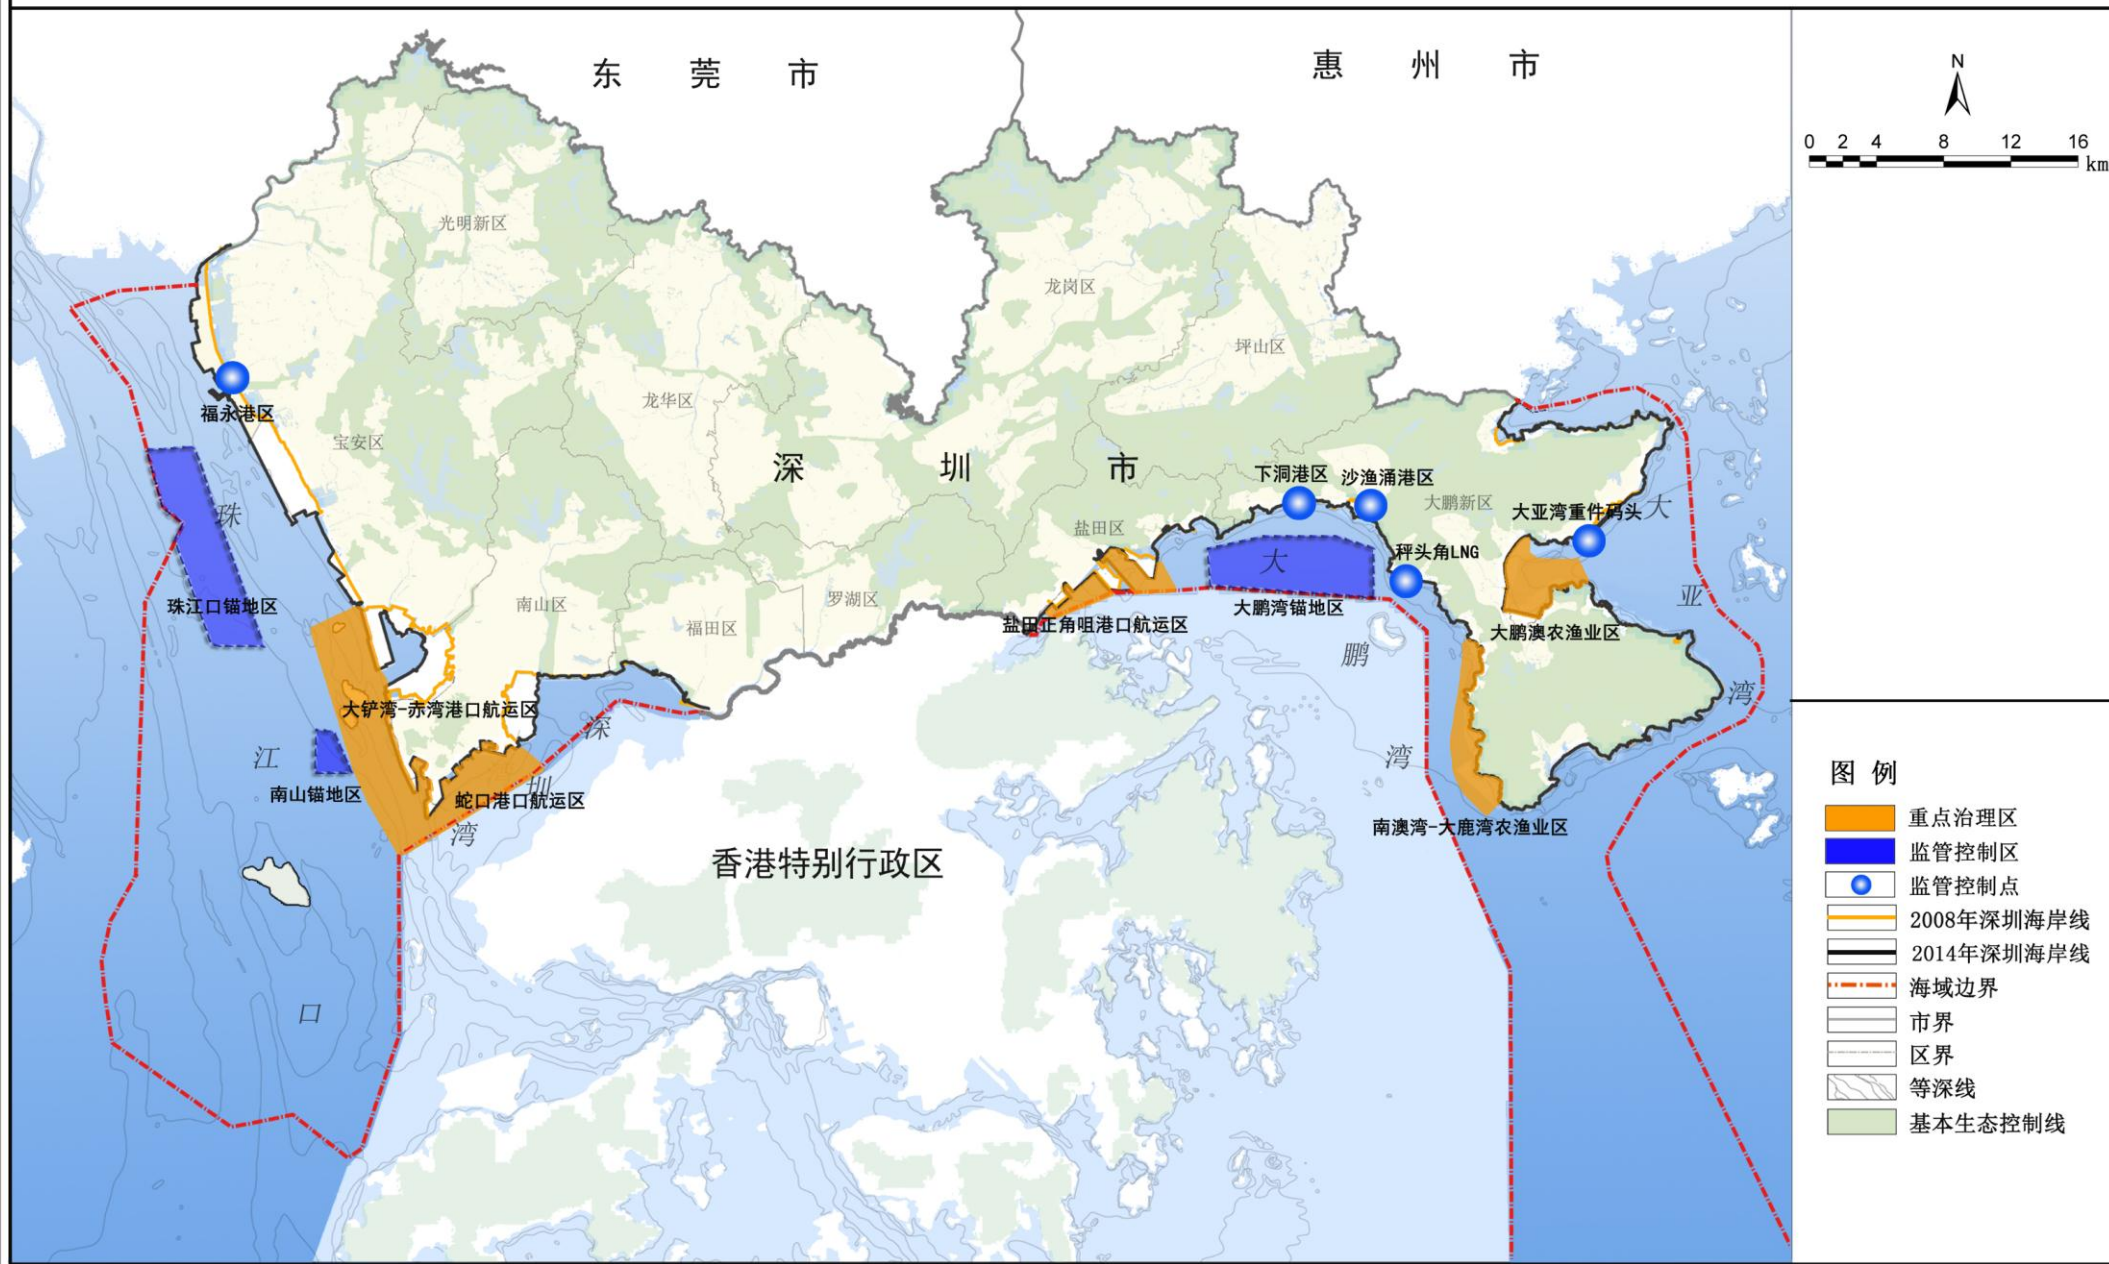 东莞市
惠州市
N
0 2 4 8 12 16
km
光明新区
龙岗区
坪山区
龙华区
福永港区
宝安区
深圳市
下洞港区
沙渔涌港区
大鹏新区
大亚湾重件码头
盐田区
秤头角LNG
珠
江
口
大
鹏
湾
大
亚
湾
珠江口锚地区
南山区
罗湖区
福田区
盐田正角咀港口航运区
大鹏湾锚地区
大鹏澳农渔业区
大铲湾-赤湾港口航运区
深
圳
湾
南山锚地区
蛇口港口航运区
南澳湾-大鹿湾农渔业区
香港特别行政区
图例
重点治理区
监管控制区
监管控制点
2008年深圳海岸线
2014年深圳海岸线
海域边界
市界
区界
等深线
基本生态控制线